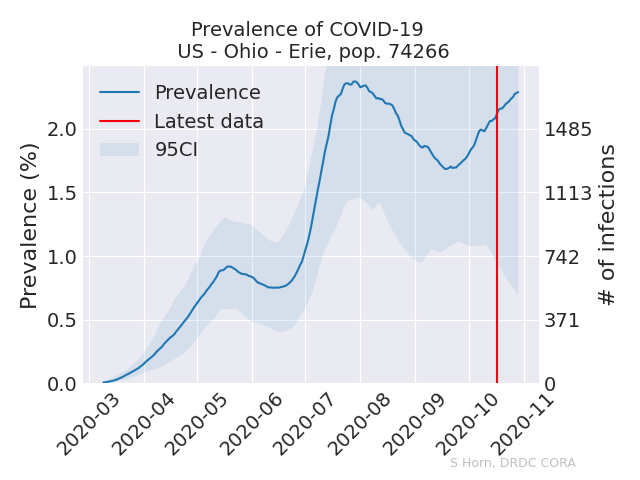 Prevalence of COVID-19
US - Ohio - Erie, pop. 74266
Prevalence
Latest data
95CI
Prevalence (%)
2.0
1.5
1.0
0.5
0.0
1485
1113
742
371
0
# of infections
2020-03
2020-04
2020-05
2020-06
2020-07
2020-08
2020-09
2020-10
2020-11
S Horn, DRDC CORA